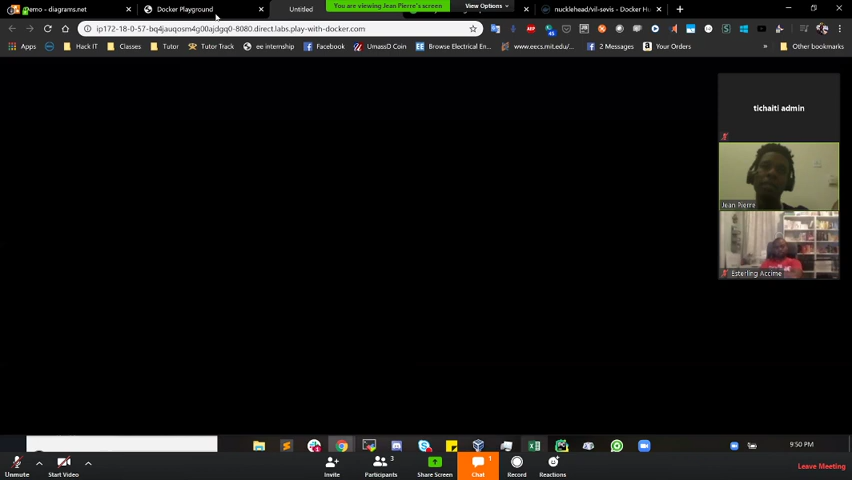 Demo - diagrams.net
Docker Playground
Untitled
You are viewing Jean Pierre's screen
View Options
nucklehead/vil-sevis - Docker Hu
ip172-18-0-57-bq4jauqosm4g00ajdgq0-8080.direct.labs.play-with-docker.com
Apps
Hack IT
Classes
Tutor
Tutor Track
ee internship
Facebook
UmassD Coin
Browse Electrical En...
www.eecs.mit.edu/...
2 Messages
Your Orders
»
Other bookmarks
tichaiti admin
Jean Pierre
Esterling Accime
9:50 PM
Unmute
Start Video
Invite
3
Participants
Share Screen
1
Chat
Record
Reactions
Leave Meeting